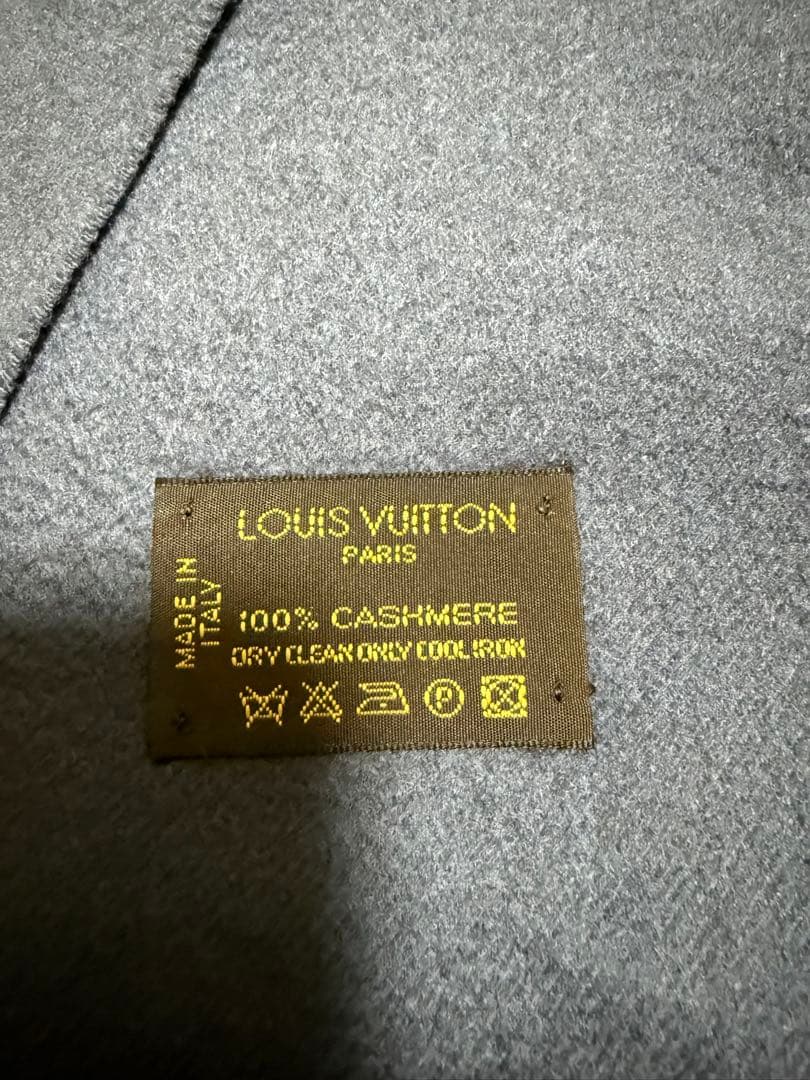 LOUIS VUITTON
PARIS
MADE IN
ITALY
100% CASHMERE
DRY CLEAN ONLY COOL IRON
P